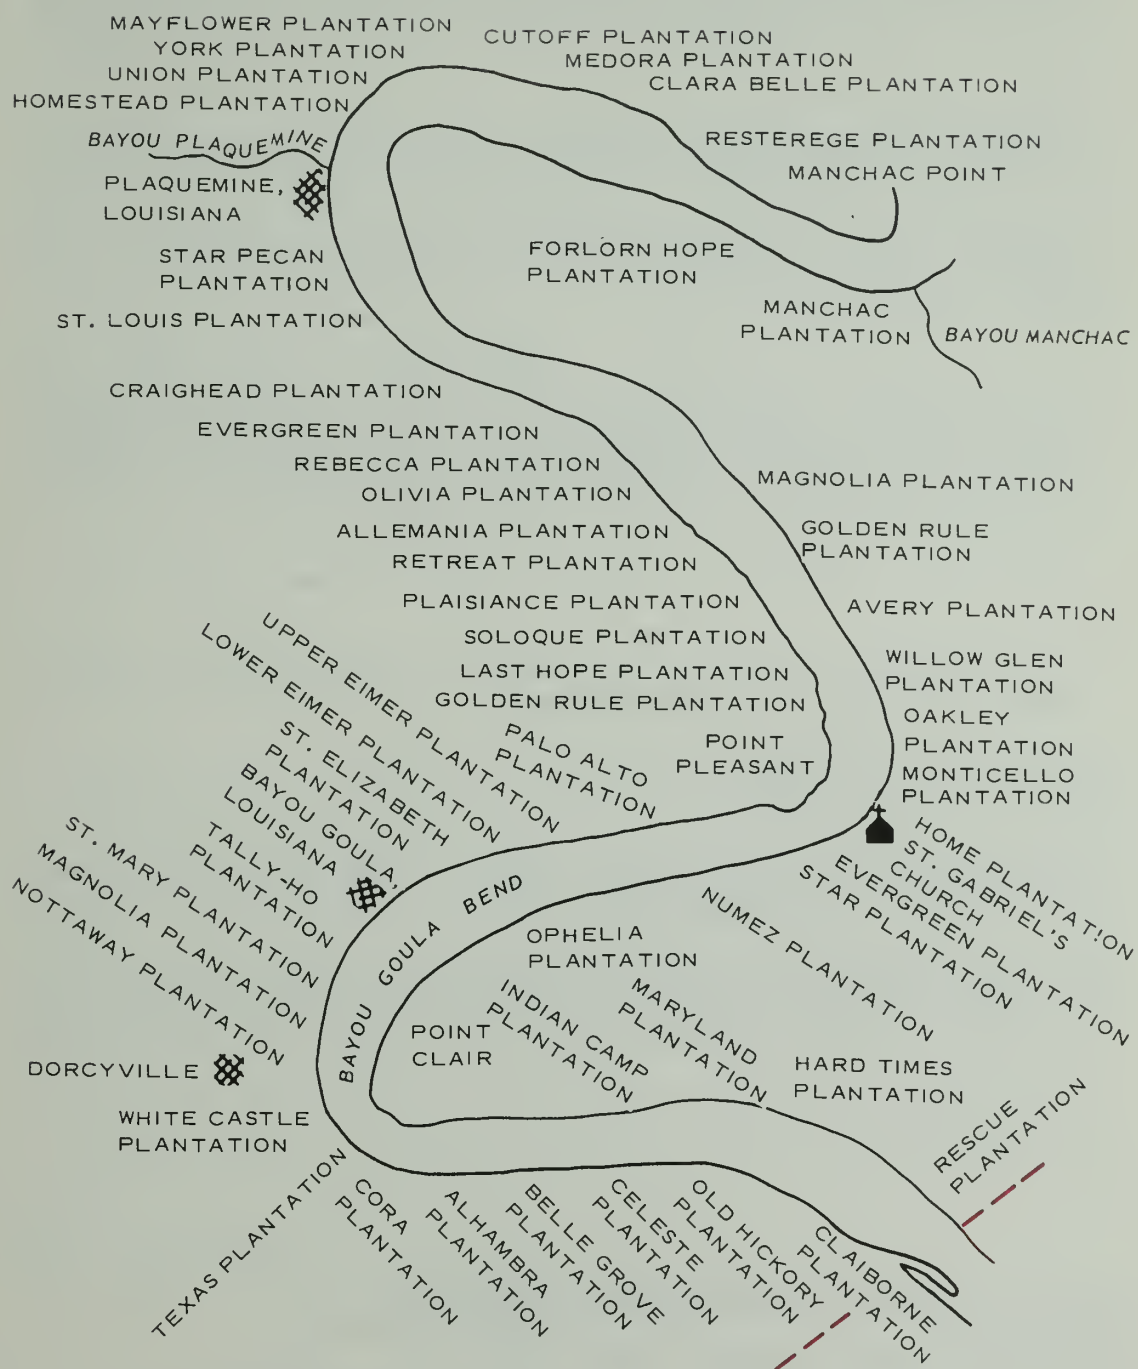 MAYFLOWER PLANTATION
YORK PLANTATION
UNION PLANTATION
HOMESTEAD PLANTATION
CUTOFF PLANTATION
MEDORA PLANTATION
CLARA BELLE PLANTATION
BAYOU PLAQUEMINE
RESTEREGE PLANTATION
MANCHAC POINT
PLAQUEMINE,
LOUISIANA
STAR PECAN
PLANTATION
FORLORN HOPE
PLANTATION
ST. LOUIS PLANTATION
MANCHAC
PLANTATION
BAYOU MANCHAC
CRAIGHEAD PLANTATION
EVERGREEN PLANTATION
REBECCA PLANTATION
OLIVIA PLANTATION
MAGNOLIA PLANTATION
ALLEMANIA PLANTATION
GOLDEN RULE
PLANTATION
RETREAT PLANTATION
PLAISIANCE PLANTATION
AVERY PLANTATION
SOLOQUE PLANTATION
LAST HOPE PLANTATION
WILLOW GLEN
PLANTATION
GOLDEN RULE PLANTATION
OAKLEY
PLANTATION
POINT
PLEASANT
MONTICELLO
PLANTATION
UPPER EIMER PLANTATION
LOWER EIMER PLANTATION
PALO ALTO
PLANTATION
ST. ELIZABETH
PLANTATION
BAYOU GOULA,
LOUISIANA
TALLY-HO
PLANTATION
ST. MARY PLANTATION
MAGNOLIA PLANTATION
NOTTAWAY PLANTATION
BAYOU GOULA BEND
HOME PLANTATION
ST. GABRIEL'S
CHURCH
EVERGREEN PLANTATION
STAR PLANTATION
NUMEZ PLANTATION
OPHELIA
PLANTATION
MARYLAND
PLANTATION
INDIAN CAMP
PLANTATION
POINT
CLAIR
HARD TIMES
PLANTATION
DORCYVILLE
WHITE CASTLE
PLANTATION
RESCUE
PLANTATION
TEXAS PLANTATION
CORA
PLANTATION
ALHAMBRA
PLANTATION
BELLE GROVE
PLANTATION
CELESTE
PLANTATION
OLD HICKORY
PLANTATION
CLAIBORNE
PLANTATION